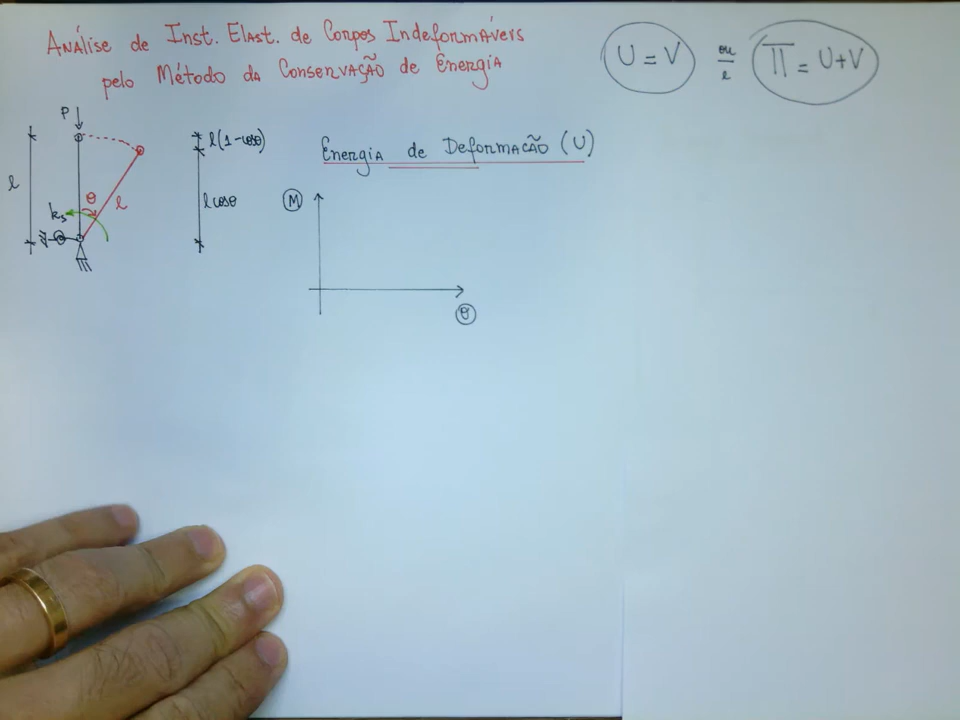 Análise de Inst. Elast. de Corpos Indeformáveis
pelo Método da Conservação de Energia
U = V ou/e Π = U+V
P
l
θ
l
ks
l(1-cosθ)
l cosθ
Energia de Deformação (U)
M
θ